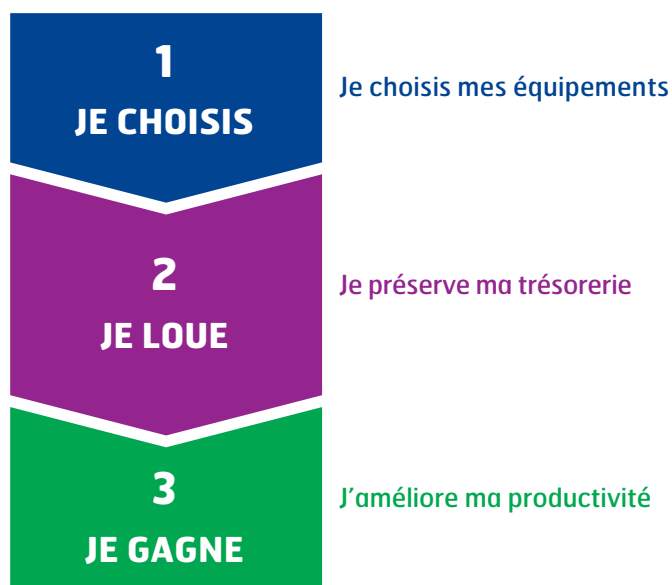 1
JE CHOISIS
Je choisis mes équipements
2
JE LOUE
Je préserve ma trésorerie
3
JE GAGNE
J’améliore ma productivité